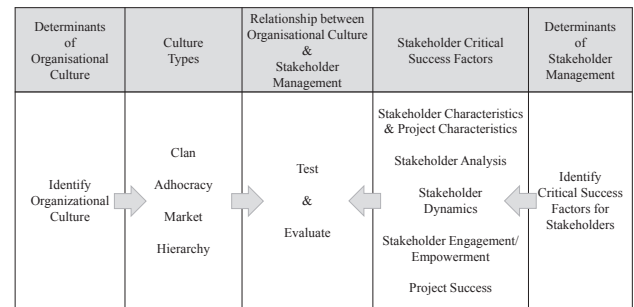 Determinants
of
Organisational
Culture
Culture
Types
Relationship between
Organisational Culture
&
Stakeholder
Management
Stakeholder Critical
Success Factors
Determinants
of
Stakeholder
Management
Identify
Organizational
Culture
Clan
Adhocracy
Market
Hierarchy
Test
&
Evaluate
Stakeholder Characteristics
& Project Characteristics
Stakeholder Analysis
Stakeholder
Dynamics
Stakeholder Engagement/
Empowerment
Project Success
Identify
Critical Success
Factors for
Stakeholders